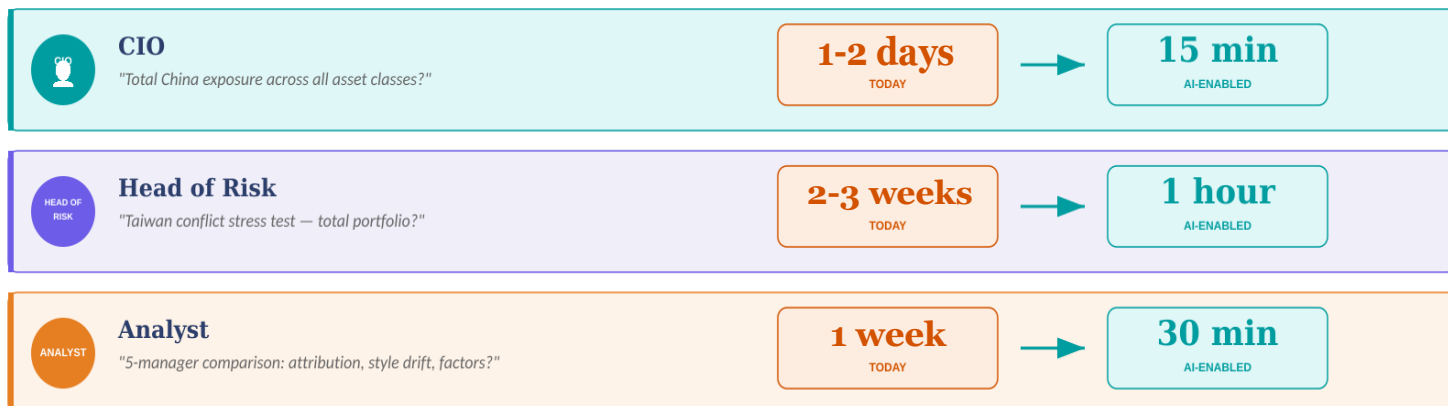 CIO
CIO
"Total China exposure across all asset classes?"
1-2 days
TODAY
15 min
AI-ENABLED
HEAD OF
RISK
Head of Risk
"Taiwan conflict stress test — total portfolio?"
2-3 weeks
TODAY
1 hour
AI-ENABLED
ANALYST
Analyst
"5-manager comparison: attribution, style drift, factors?"
1 week
TODAY
30 min
AI-ENABLED